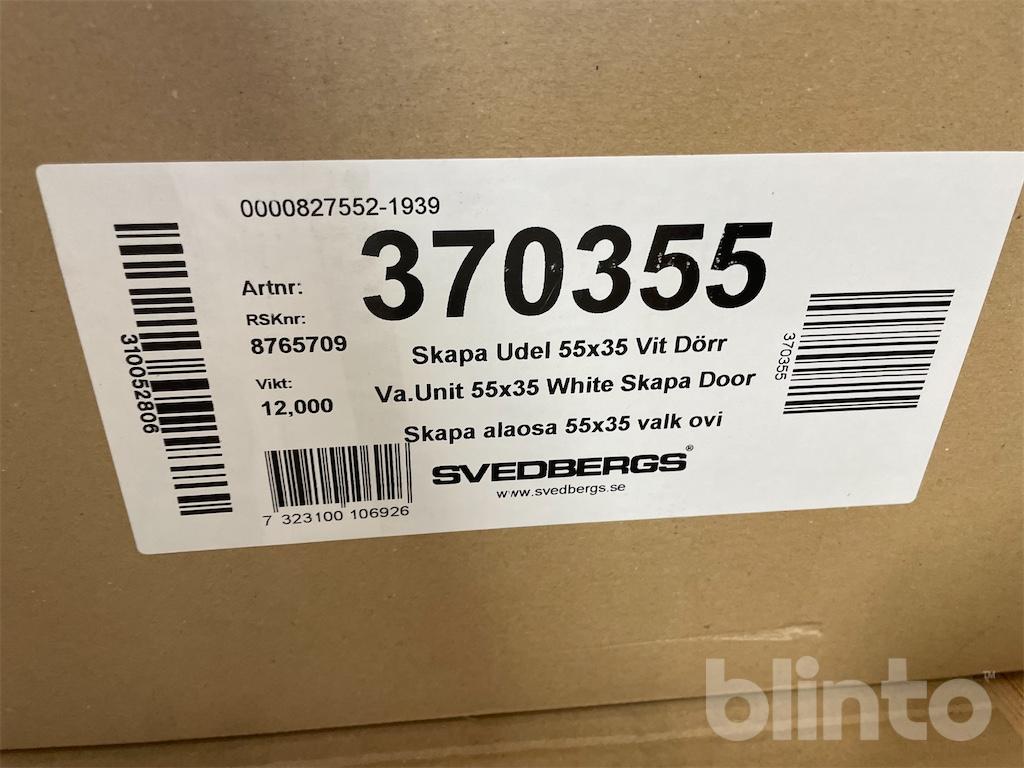 0000827552-1939
Artnr:
370355
RSKnr:
8765709
Skapa Udel 55x35 Vit Dörr
Vikt:
12,000
Va.Unit 55x35 White Skapa Door
Skapa alaosa 55x35 valk ovi
SVEDBERGS®
www.svedbergs.se
7 323100 106926
310052806
370355
blinto™